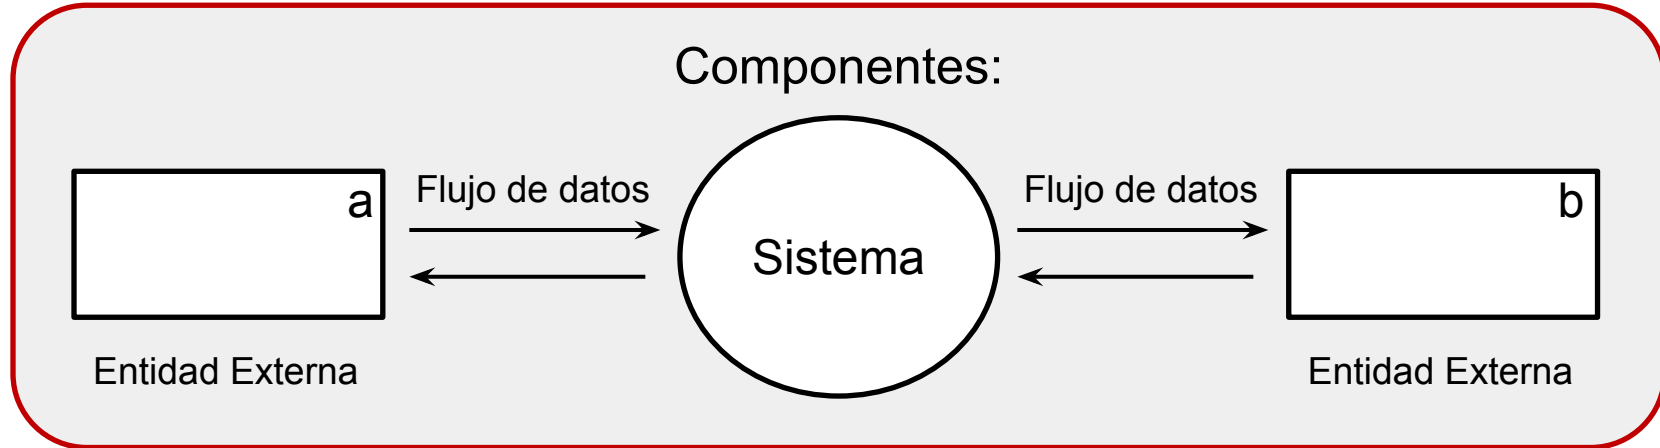 Componentes:
a
Flujo de datos
Sistema
Flujo de datos
b
Entidad Externa
Entidad Externa